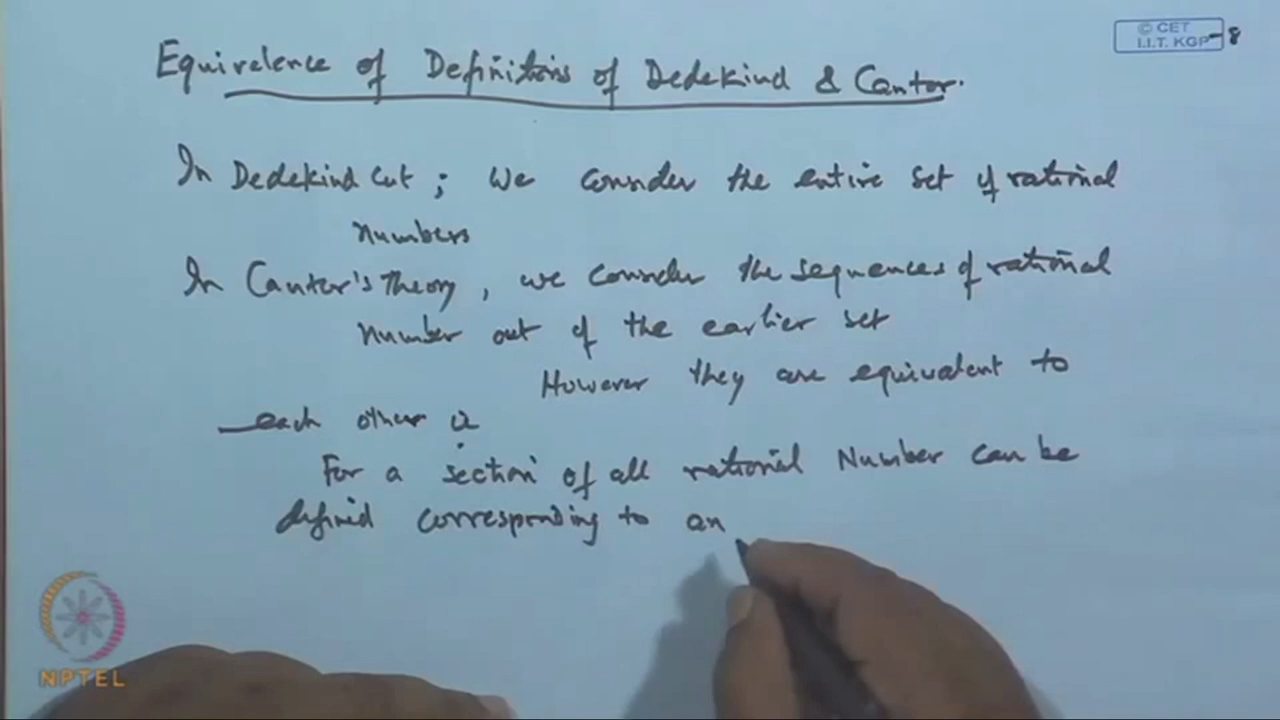 © CET
I.I.T. KGP -8
Equivalence of Definitions of Dedekind & Cantor.
In Dedekind Cut ; We consider the entire set of rational
numbers
In Cantor's Theory , we consider the sequences of rational
Number out of the earlier set
However they are equivalent to
each other ie
For a section of all rational Number can be
defined corresponding to an
NPTEL